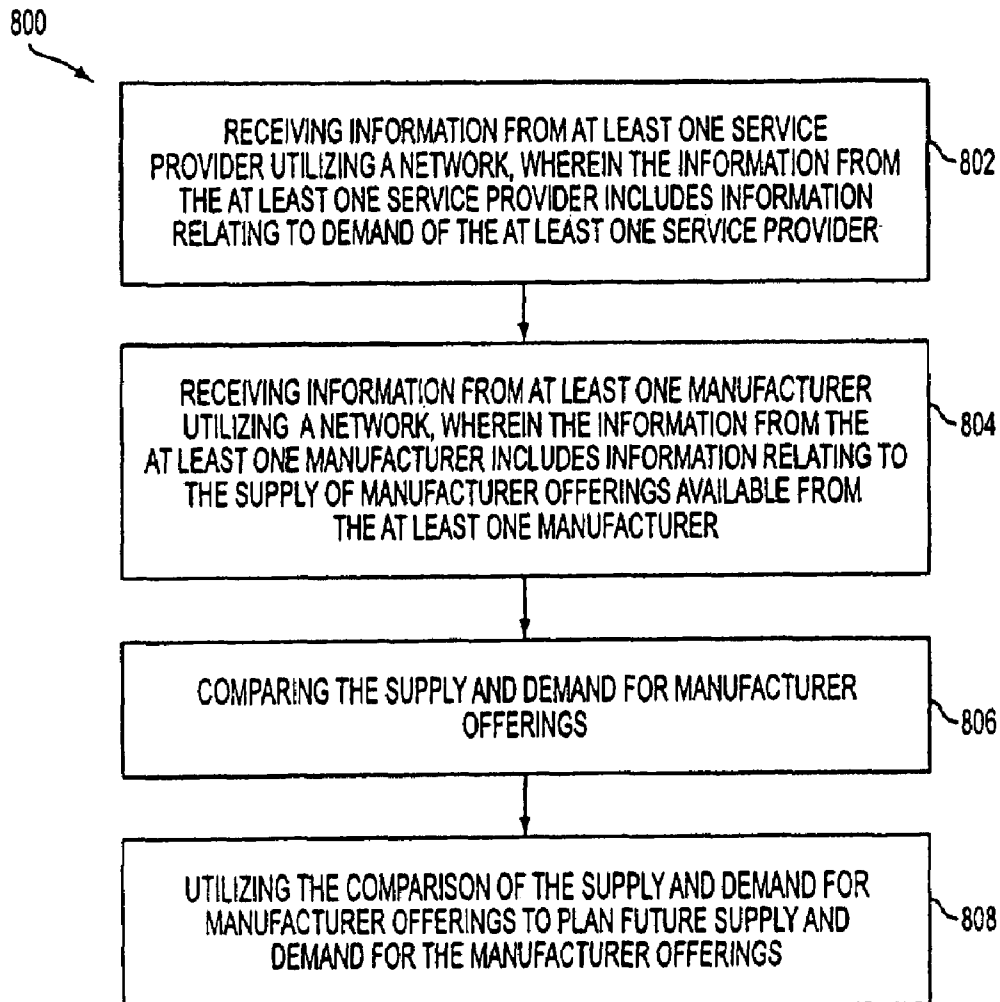 800
RECEIVING INFORMATION FROM AT LEAST ONE SERVICE
PROVIDER UTILIZING A NETWORK, WHEREIN THE INFORMATION FROM
THE AT LEAST ONE SERVICE PROVIDER INCLUDES INFORMATION
RELATING TO DEMAND OF THE AT LEAST ONE SERVICE PROVIDER
802
RECEIVING INFORMATION FROM AT LEAST ONE MANUFACTURER
UTILIZING A NETWORK, WHEREIN THE INFORMATION FROM THE
AT LEAST ONE MANUFACTURER INCLUDES INFORMATION RELATING TO
THE SUPPLY OF MANUFACTURER OFFERINGS AVAILABLE FROM
THE AT LEAST ONE MANUFACTURER
804
COMPARING THE SUPPLY AND DEMAND FOR MANUFACTURER
OFFERINGS
806
UTILIZING THE COMPARISON OF THE SUPPLY AND DEMAND FOR
MANUFACTURER OFFERINGS TO PLAN FUTURE SUPPLY AND
DEMAND FOR THE MANUFACTURER OFFERINGS
808